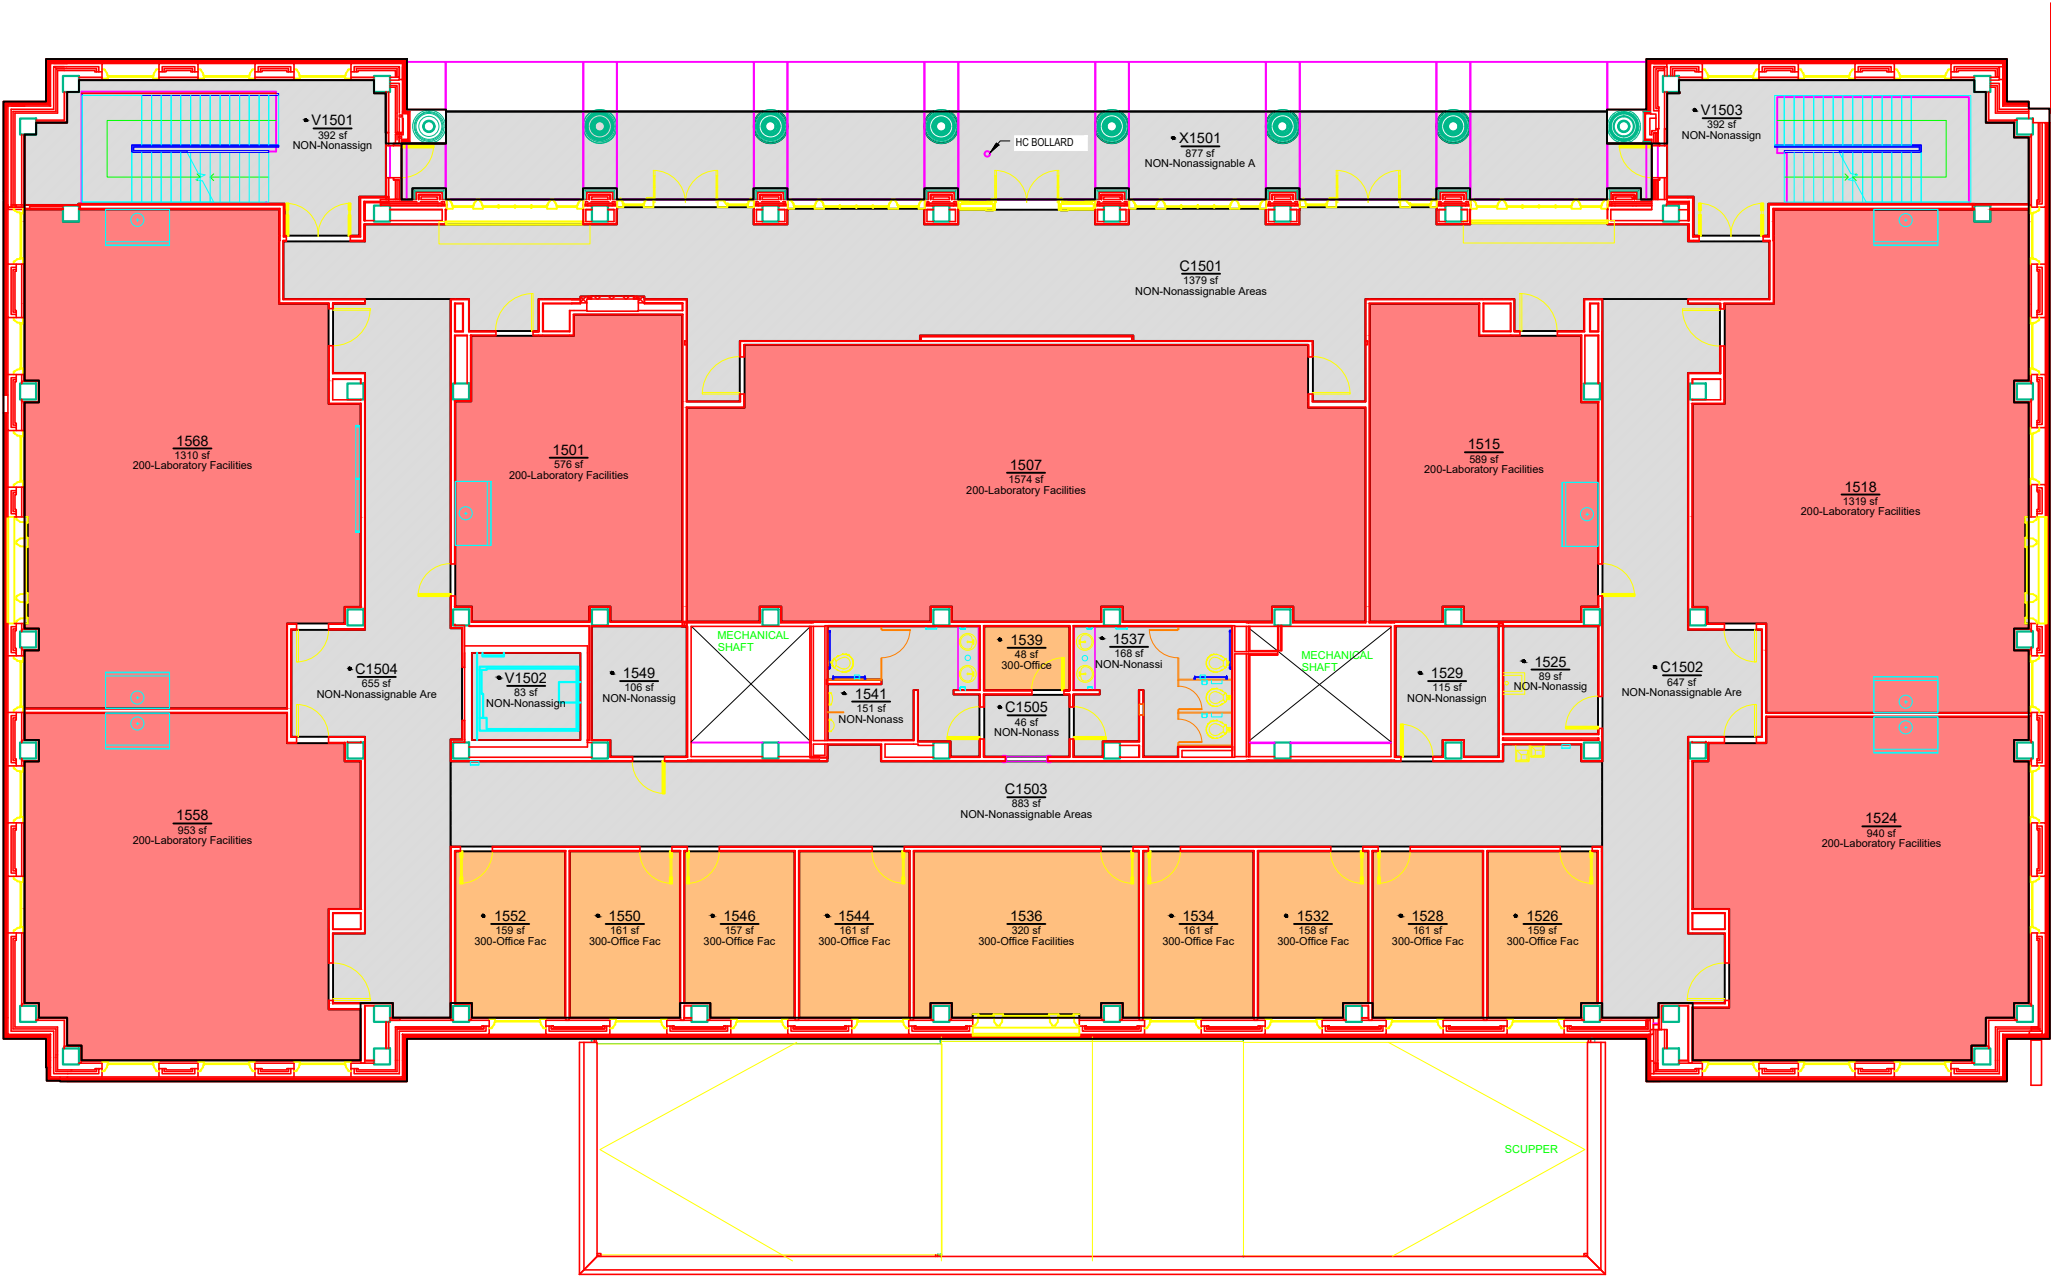 V1501
392 sf
NON-Nonassign
HC BOLLARD
X1501
877 sf
NON-Nonassignable A
V1503
392 sf
NON-Nonassign
C1501
1379 sf
NON-Nonassignable Areas
1568
1310 sf
200-Laboratory Facilities
1501
576 sf
200-Laboratory Facilities
1507
1574 sf
200-Laboratory Facilities
1515
589 sf
200-Laboratory Facilities
1518
1319 sf
200-Laboratory Facilities
C1504
655 sf
NON-Nonassignable Are
V1502
83 sf
NON-Nonassign
1549
106 sf
NON-Nonassig
MECHANICAL
SHAFT
1541
151 sf
NON-Nonass
1539
48 sf
300-Office
C1505
46 sf
NON-Nonass
1537
168 sf
NON-Nonassi
MECHANICAL
SHAFT
1529
115 sf
NON-Nonassign
1525
89 sf
NON-Nonassig
C1502
647 sf
NON-Nonassignable Are
1558
953 sf
200-Laboratory Facilities
C1503
883 sf
NON-Nonassignable Areas
1524
940 sf
200-Laboratory Facilities
1552
159 sf
300-Office Fac
1550
161 sf
300-Office Fac
1546
157 sf
300-Office Fac
1544
161 sf
300-Office Fac
1536
320 sf
300-Office Facilities
1534
161 sf
300-Office Fac
1532
158 sf
300-Office Fac
1528
161 sf
300-Office Fac
1526
159 sf
300-Office Fac
SCUPPER